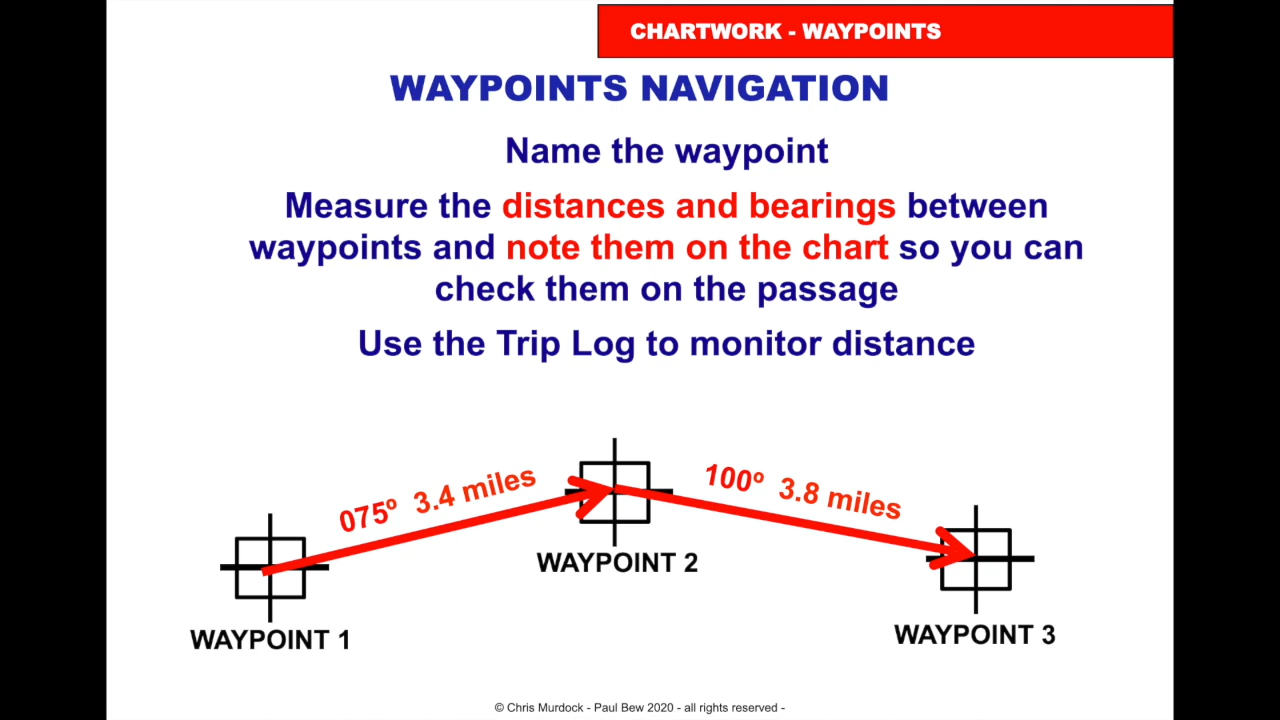 CHARTWORK - WAYPOINTS
WAYPOINTS NAVIGATION
Name the waypoint
Measure the distances and bearings between
waypoints and note them on the chart so you can
check them on the passage
Use the Trip Log to monitor distance
075º 3.4 miles
100º 3.8 miles
WAYPOINT 2
WAYPOINT 1
WAYPOINT 3
© Chris Murdock - Paul Bew 2020 - all rights reserved -